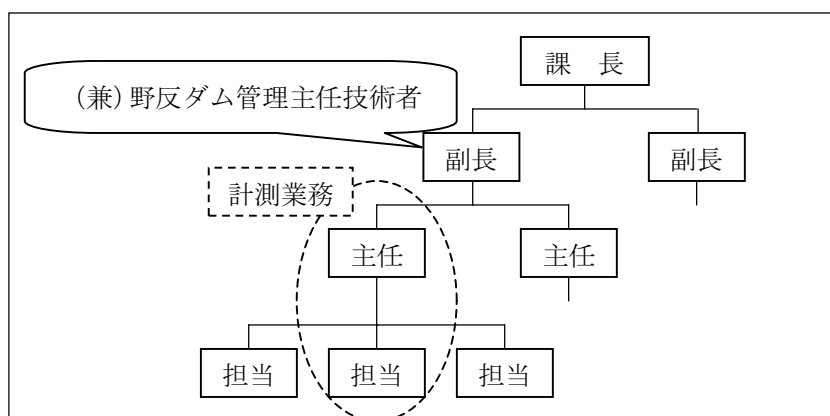 課　長
(兼)野反ダム管理主任技術者
副長
副長
計測業務
主任
主任
担当
担当
担当